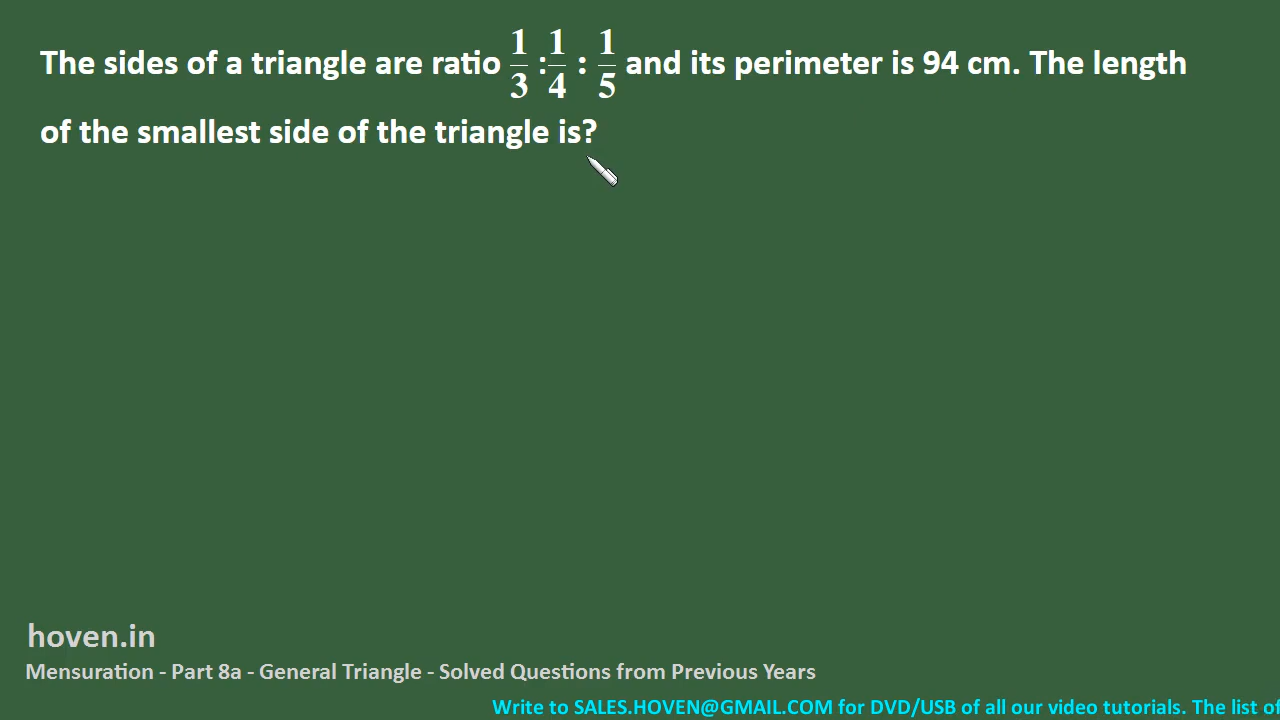 The sides of a triangle are ratio 1/3 : 1/4 : 1/5 and its perimeter is 94 cm. The length
of the smallest side of the triangle is?
hoven.in
Mensuration - Part 8a - General Triangle - Solved Questions from Previous Years
Write to SALES.HOVEN@GMAIL.COM for DVD/USB of all our video tutorials. The list of